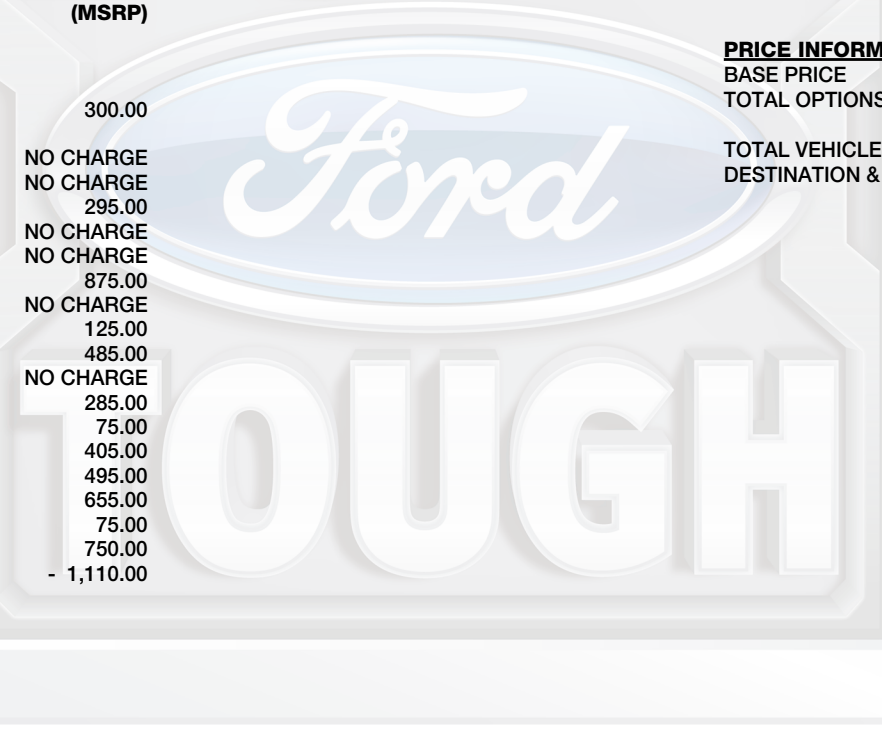 (MSRP)
300.00
NO CHARGE
NO CHARGE
295.00
NO CHARGE
NO CHARGE
875.00
NO CHARGE
125.00
485.00
NO CHARGE
285.00
75.00
405.00
495.00
655.00
75.00
750.00
- 1,110.00
PRICE INFORM
BASE PRICE
TOTAL OPTIONS
TOTAL VEHICLE
DESTINATION &
Ford
TOUGH